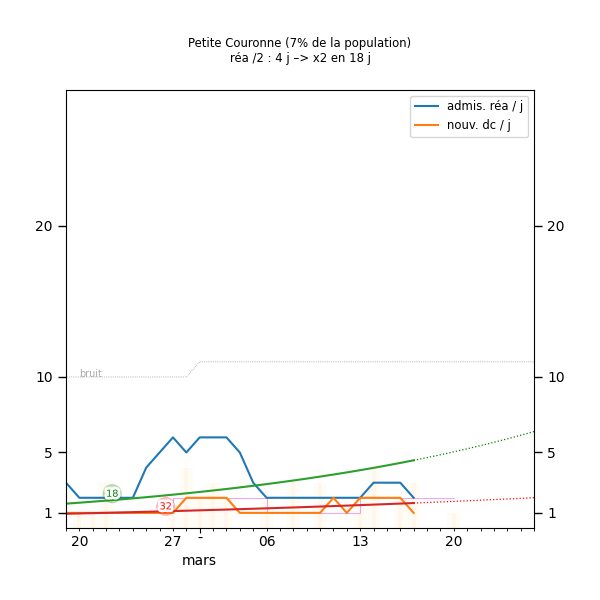 Petite Couronne (7% de la population)
réa /2 : 4 j –> x2 en 18 j
admis. réa / j
nouv. dc / j
20 20
bruit
10 10
5 5
18
32
1 1
20 27 - 06 13 20
mars